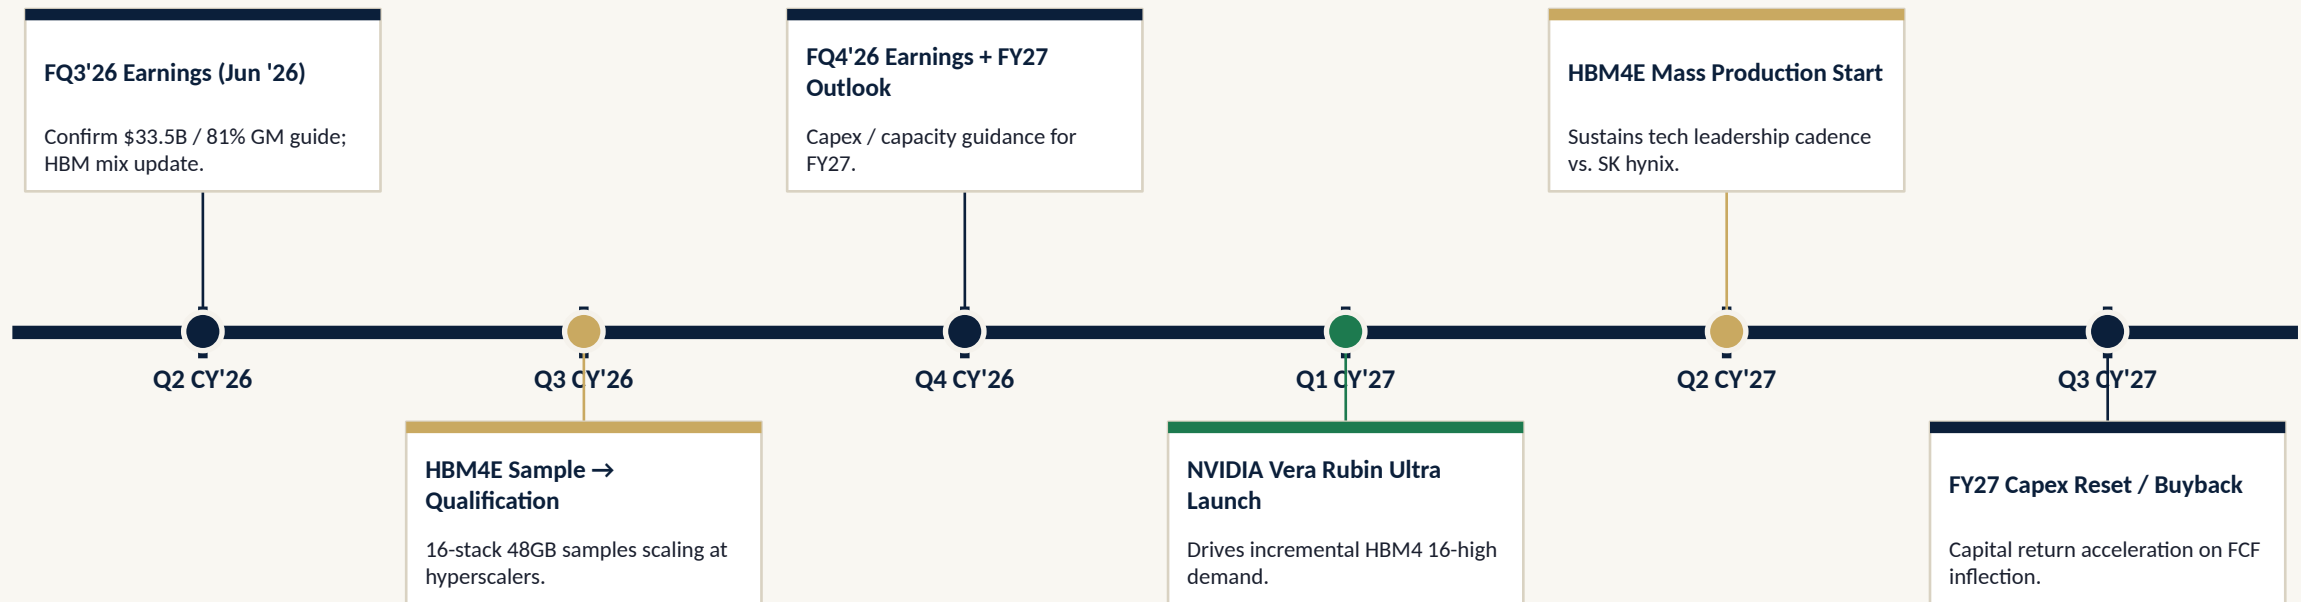 FQ3'26 Earnings (Jun '26)
Confirm $33.5B / 81% GM guide;
HBM mix update.
FQ4'26 Earnings + FY27
Outlook
Capex / capacity guidance for
FY27.
HBM4E Mass Production Start
Sustains tech leadership cadence
vs. SK hynix.
Q2 CY'26
Q3 CY'26
Q4 CY'26
Q1 CY'27
Q2 CY'27
Q3 CY'27
HBM4E Sample →
Qualification
16-stack 48GB samples scaling at
hyperscalers.
NVIDIA Vera Rubin Ultra
Launch
Drives incremental HBM4 16-high
demand.
FY27 Capex Reset / Buyback
Capital return acceleration on FCF
inflection.